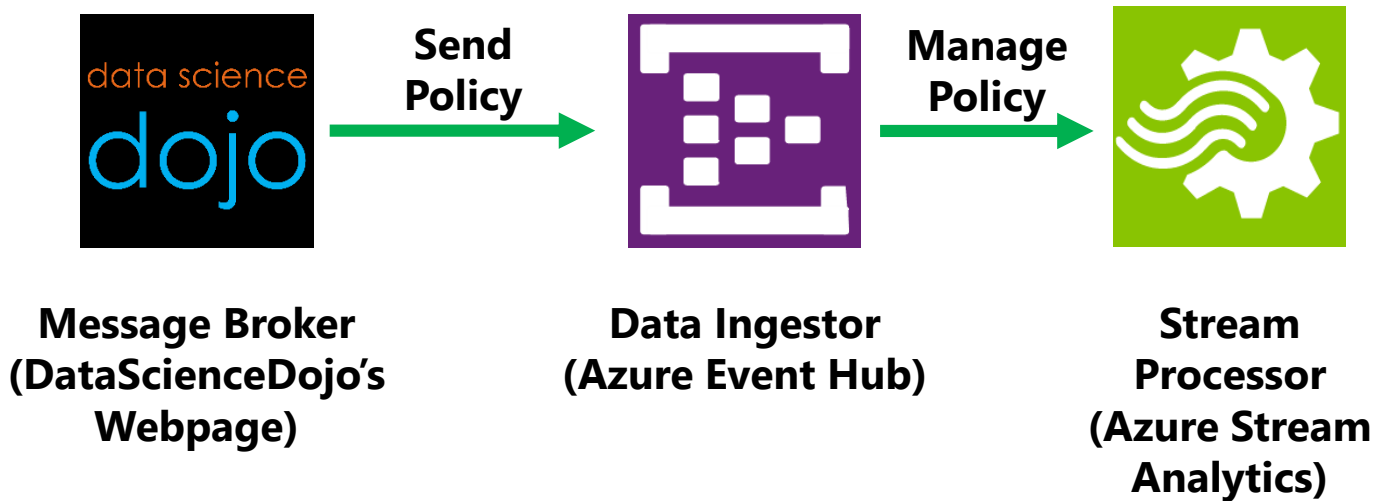 data science
dojo
Send
Policy
Manage
Policy
Message Broker
(DataScienceDojo’s
Webpage)
Data Ingestor
(Azure Event Hub)
Stream
Processor
(Azure Stream
Analytics)